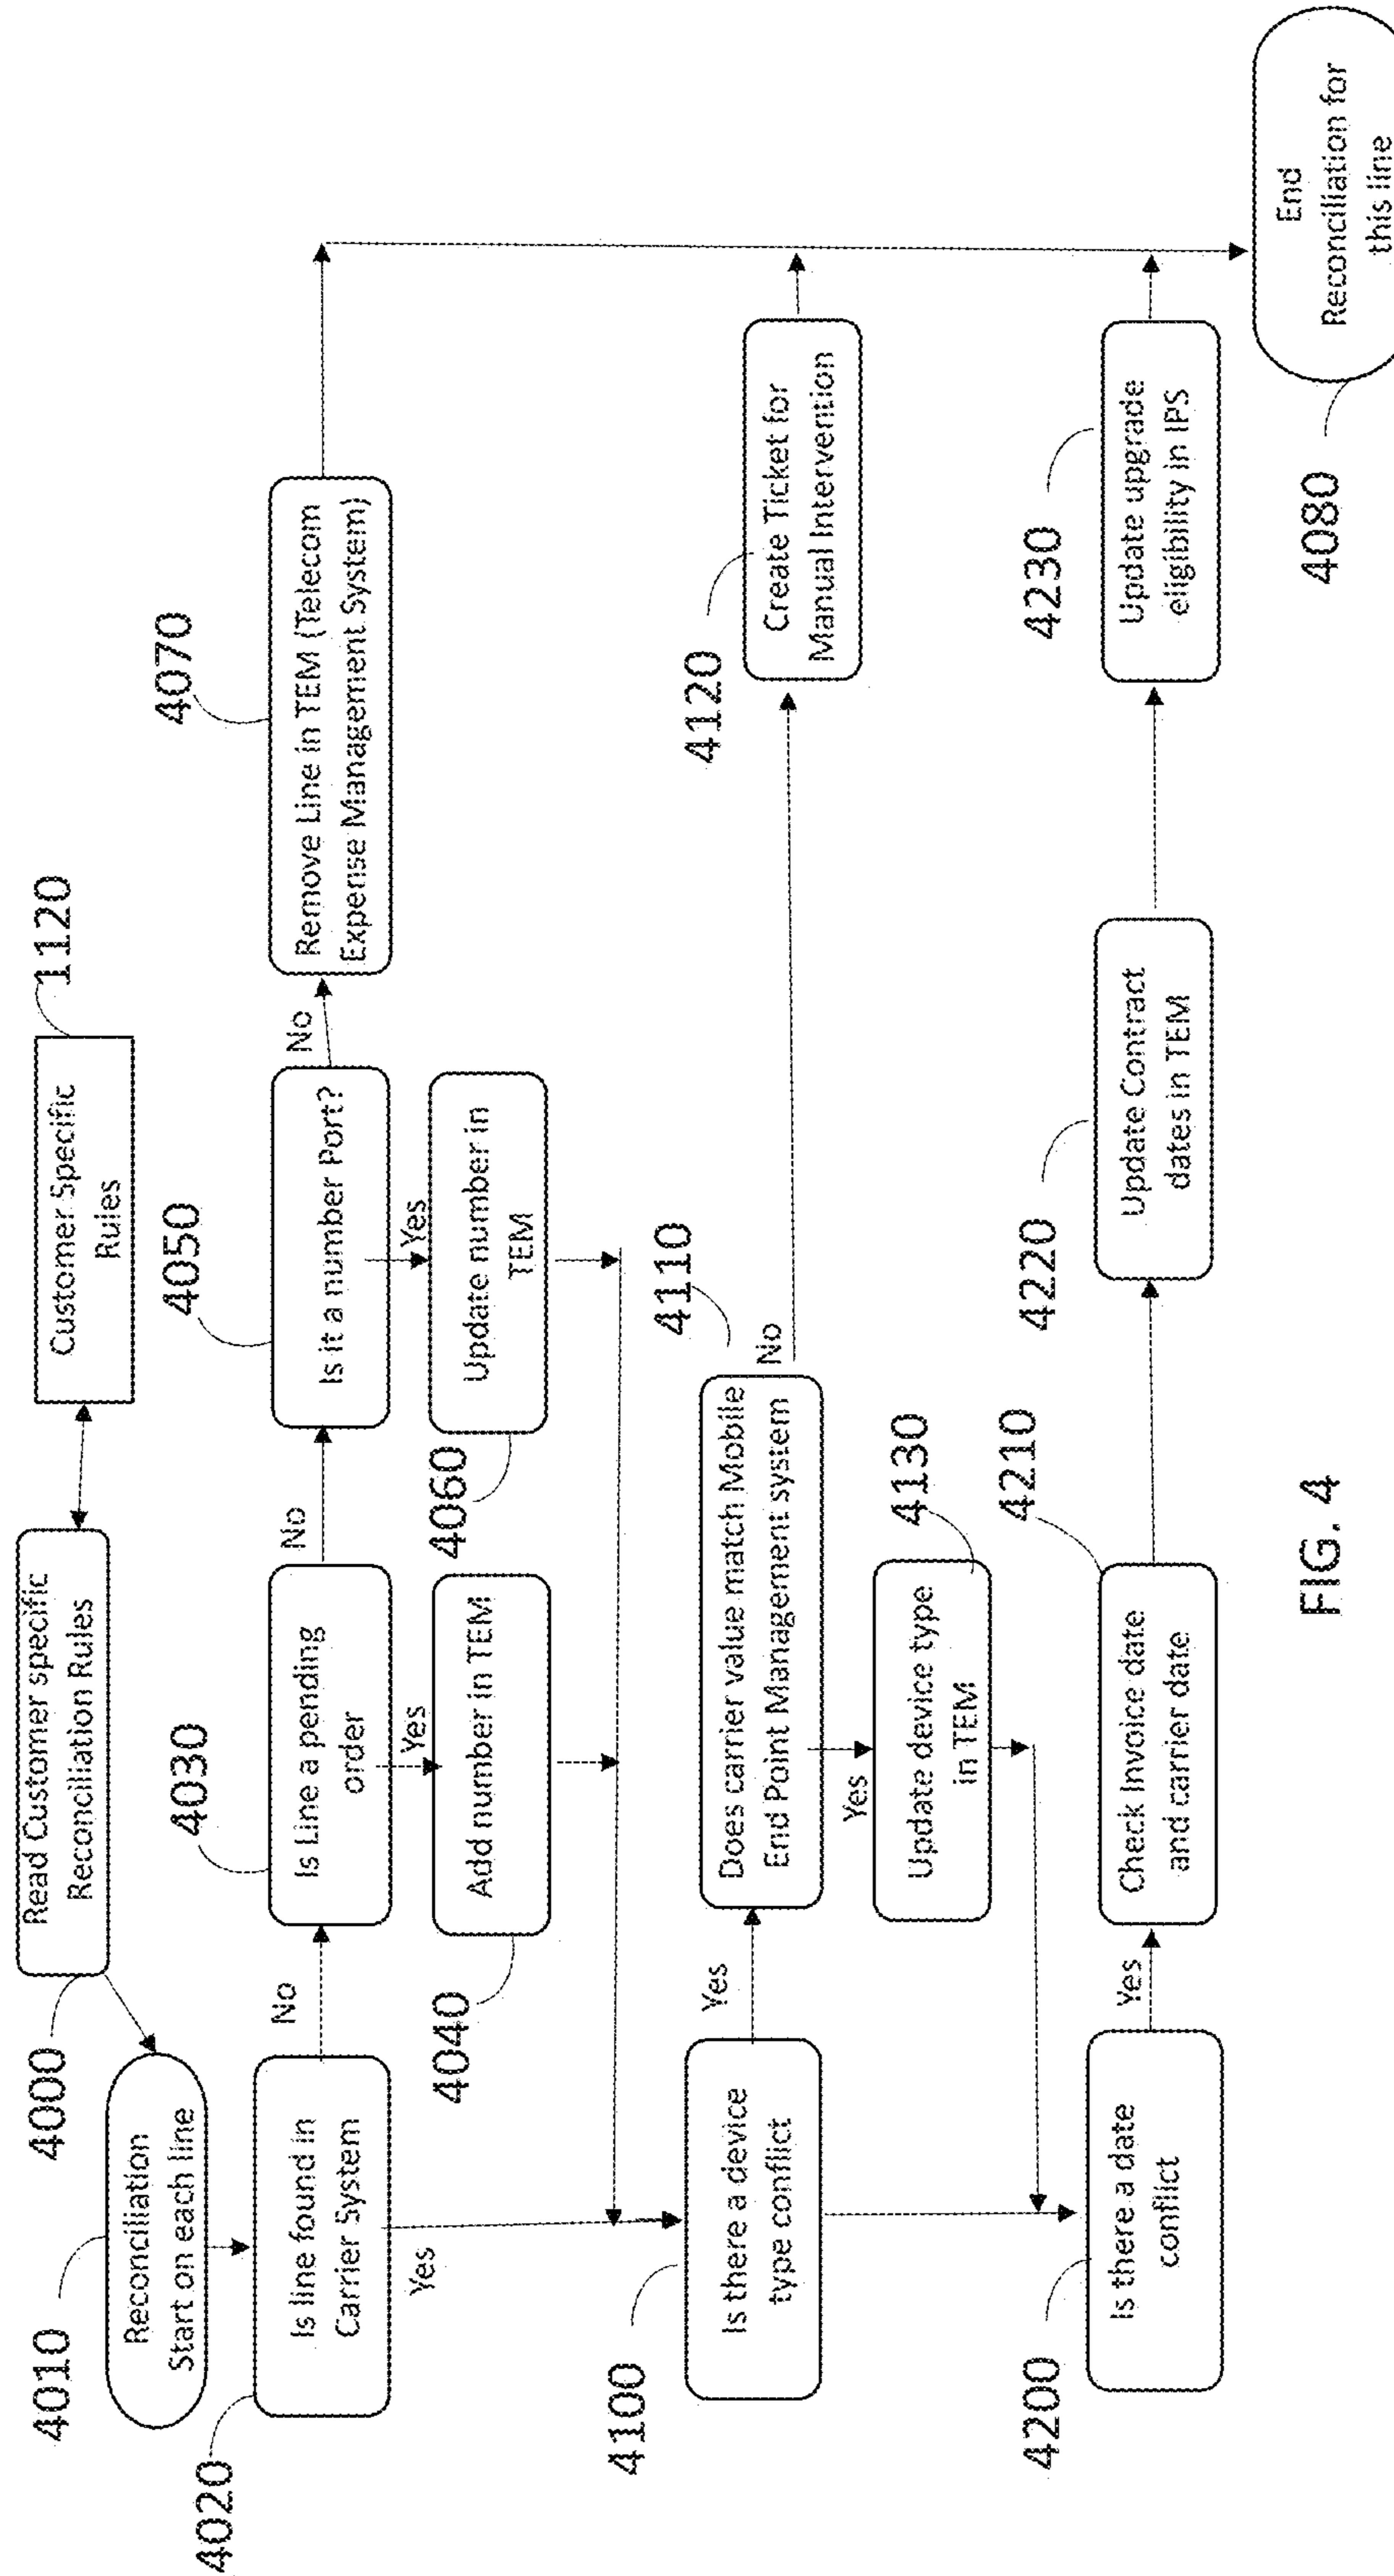 4000
Read Customer specific
Reconciliation Rules
Customer Specific
Rules
1120
4010
Reconciliation
Start on each line
4020
Is line found in
Carrier System
No
Yes
4030
Is Line a pending
order
No
Yes
4040
Add number in TEM
4050
Is it a number Port?
No
Yes
4060
Update number in
TEM
4070
Remove Line in TEM (Telecom
Expense Management System)
4100
Is there a device
type conflict
Yes
4110
Does carrier value match Mobile
End Point Management system
No
Yes
4120
Create Ticket for
Manual Intervention
4130
Update device type
in TEM
4200
Is there a date
conflict
Yes
4210
Check Invoice date
and carrier date
4220
Update Contract
dates in TEM
4230
Update upgrade
eligibility in IPS
4080
End
Reconciliation for
this line
FIG. 4